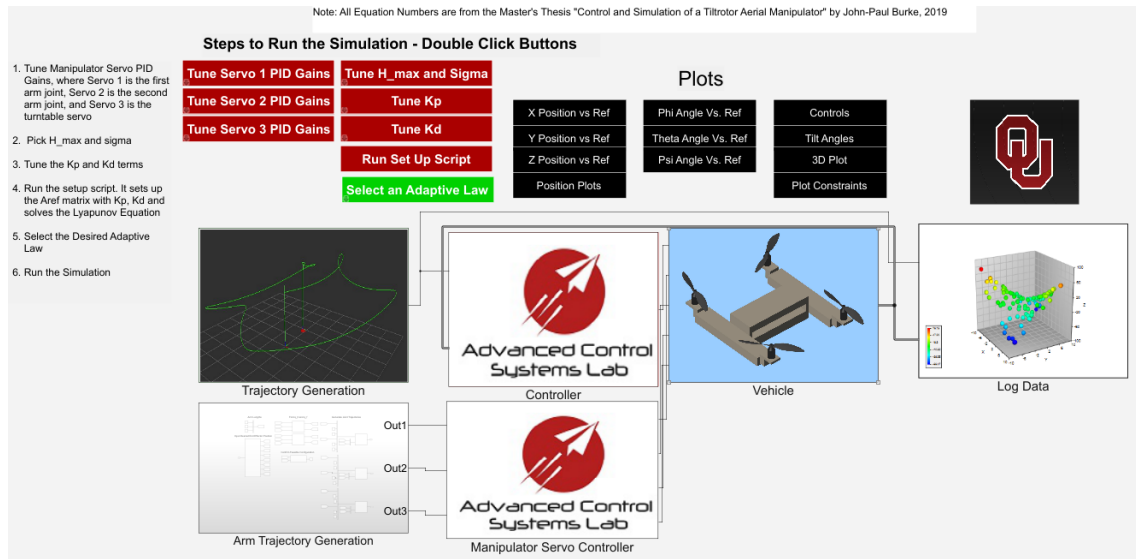 Note: All Equation Numbers are from the Master's Thesis "Control and Simulation of a Tiltrotor Aerial Manipulator" by John-Paul Burke, 2019
Steps to Run the Simulation - Double Click Buttons
1. Tune Manipulator Servo PID
Gains, where Servo 1 is the first
arm joint, Servo 2 is the second
arm joint, and Servo 3 is the
turntable servo
2. Pick H_max and sigma
3. Tune the Kp and Kd terms
4. Run the setup script. It sets up
the Aref matrix with Kp, Kd and
solves the Lyapunov Equation
5. Select the Desired Adaptive
Law
6. Run the Simulation
Tune Servo 1 PID Gains
Tune Servo 2 PID Gains
Tune Servo 3 PID Gains
Tune H_max and Sigma
Tune Kp
Tune Kd
Run Set Up Script
Select an Adaptive Law
Plots
X Position vs Ref
Y Position vs Ref
Z Position vs Ref
Position Plots
Phi Angle Vs. Ref
Theta Angle Vs. Ref
Psi Angle Vs. Ref
Controls
Tilt Angles
3D Plot
Plot Constraints
OU
Trajectory Generation
Advanced Control
Systems Lab
Controller
Vehicle
Log Data
Out1
Out2
Out3
Arm Trajectory Generation
Advanced Control
Systems Lab
Manipulator Servo Controller